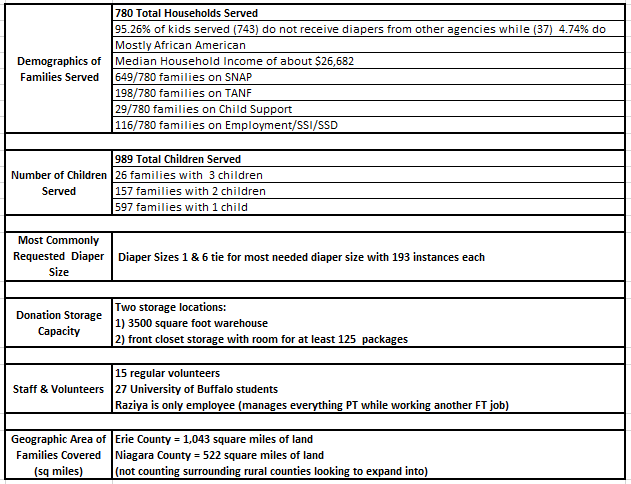 780 Total Households Served
95.26% of kids served (743) do not receive diapers from other agencies while (37) 4.74% do
Mostly African American
Demographics of
Families Served
Median Household Income of about $26,682
649/780 families on SNAP
198/780 families on TANF
29/780 families on Child Support
116/780 families on Employment/SSI/SSD
989 Total Children Served
Number of Children
Served
26 families with 3 children
157 families with 2 children
597 families with 1 child
Most Commonly
Requested Diaper
Size
Diaper Sizes 1 & 6 tie for most needed diaper size with 193 instances each
Donation Storage
Capacity
Two storage locations:
1) 3500 square foot warehouse
2) front closet storage with room for at least 125 packages
Staff & Volunteers
15 regular volunteers
27 University of Buffalo students
Raziya is only employee (manages everything PT while working another FT job)
Geographic Area of
Families Covered
(sq miles)
Erie County = 1,043 square miles of land
Niagara County = 522 square miles of land
(not counting surrounding rural counties looking to expand into)